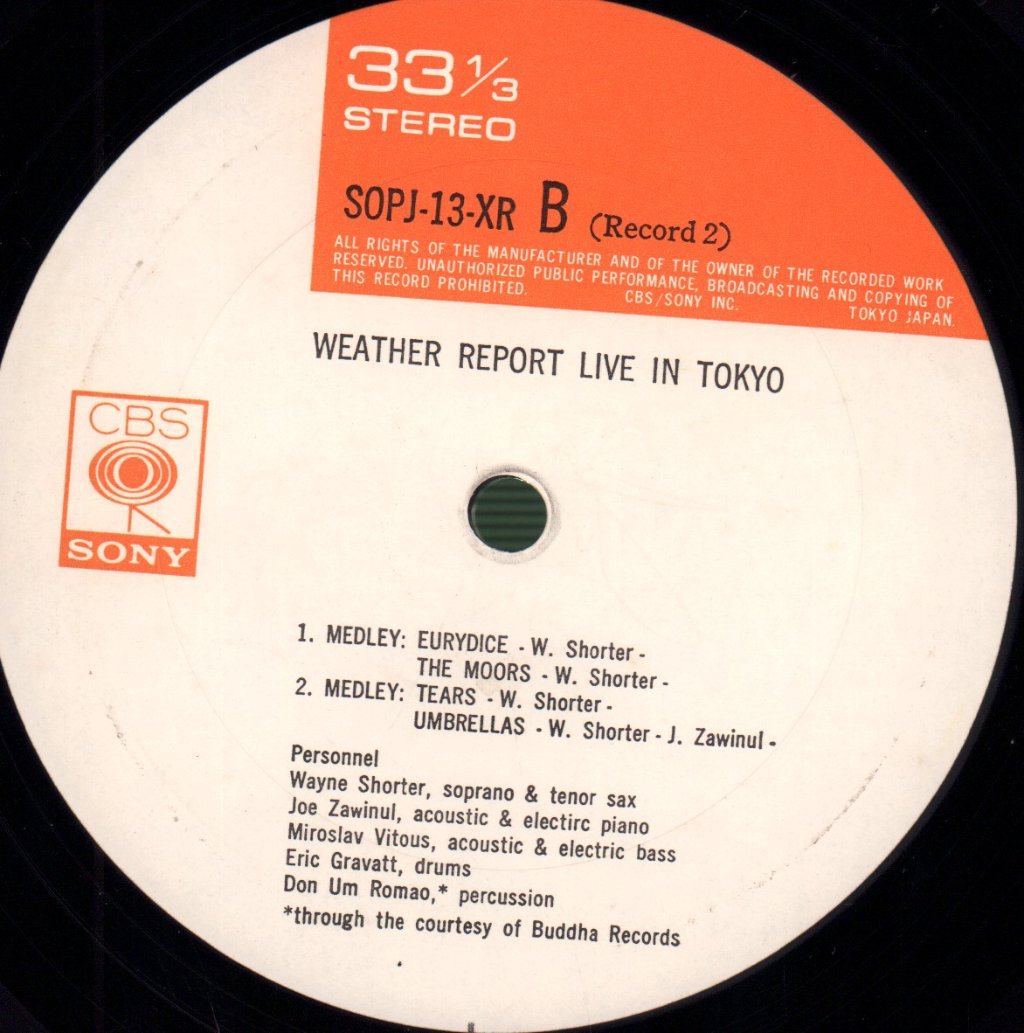 33 1/3
STEREO
SOPJ-13-XR B (Record 2)
ALL RIGHTS OF THE MANUFACTURER AND OF THE OWNER OF THE RECORDED WORK
RESERVED. UNAUTHORIZED PUBLIC PERFORMANCE, BROADCASTING AND COPYING OF
THIS RECORD PROHIBITED. CBS/SONY INC. TOKYO JAPAN.
WEATHER REPORT LIVE IN TOKYO
CBS
SONY
1. MEDLEY: EURYDICE - W. Shorter -
THE MOORS - W. Shorter -
2. MEDLEY: TEARS - W. Shorter -
UMBRELLAS - W. Shorter - J. Zawinul -
Personnel
Wayne Shorter, soprano & tenor sax
Joe Zawinul, acoustic & electirc piano
Miroslav Vitous, acoustic & electric bass
Eric Gravatt, drums
Don Um Romao,* percussion
*through the courtesy of Buddha Records